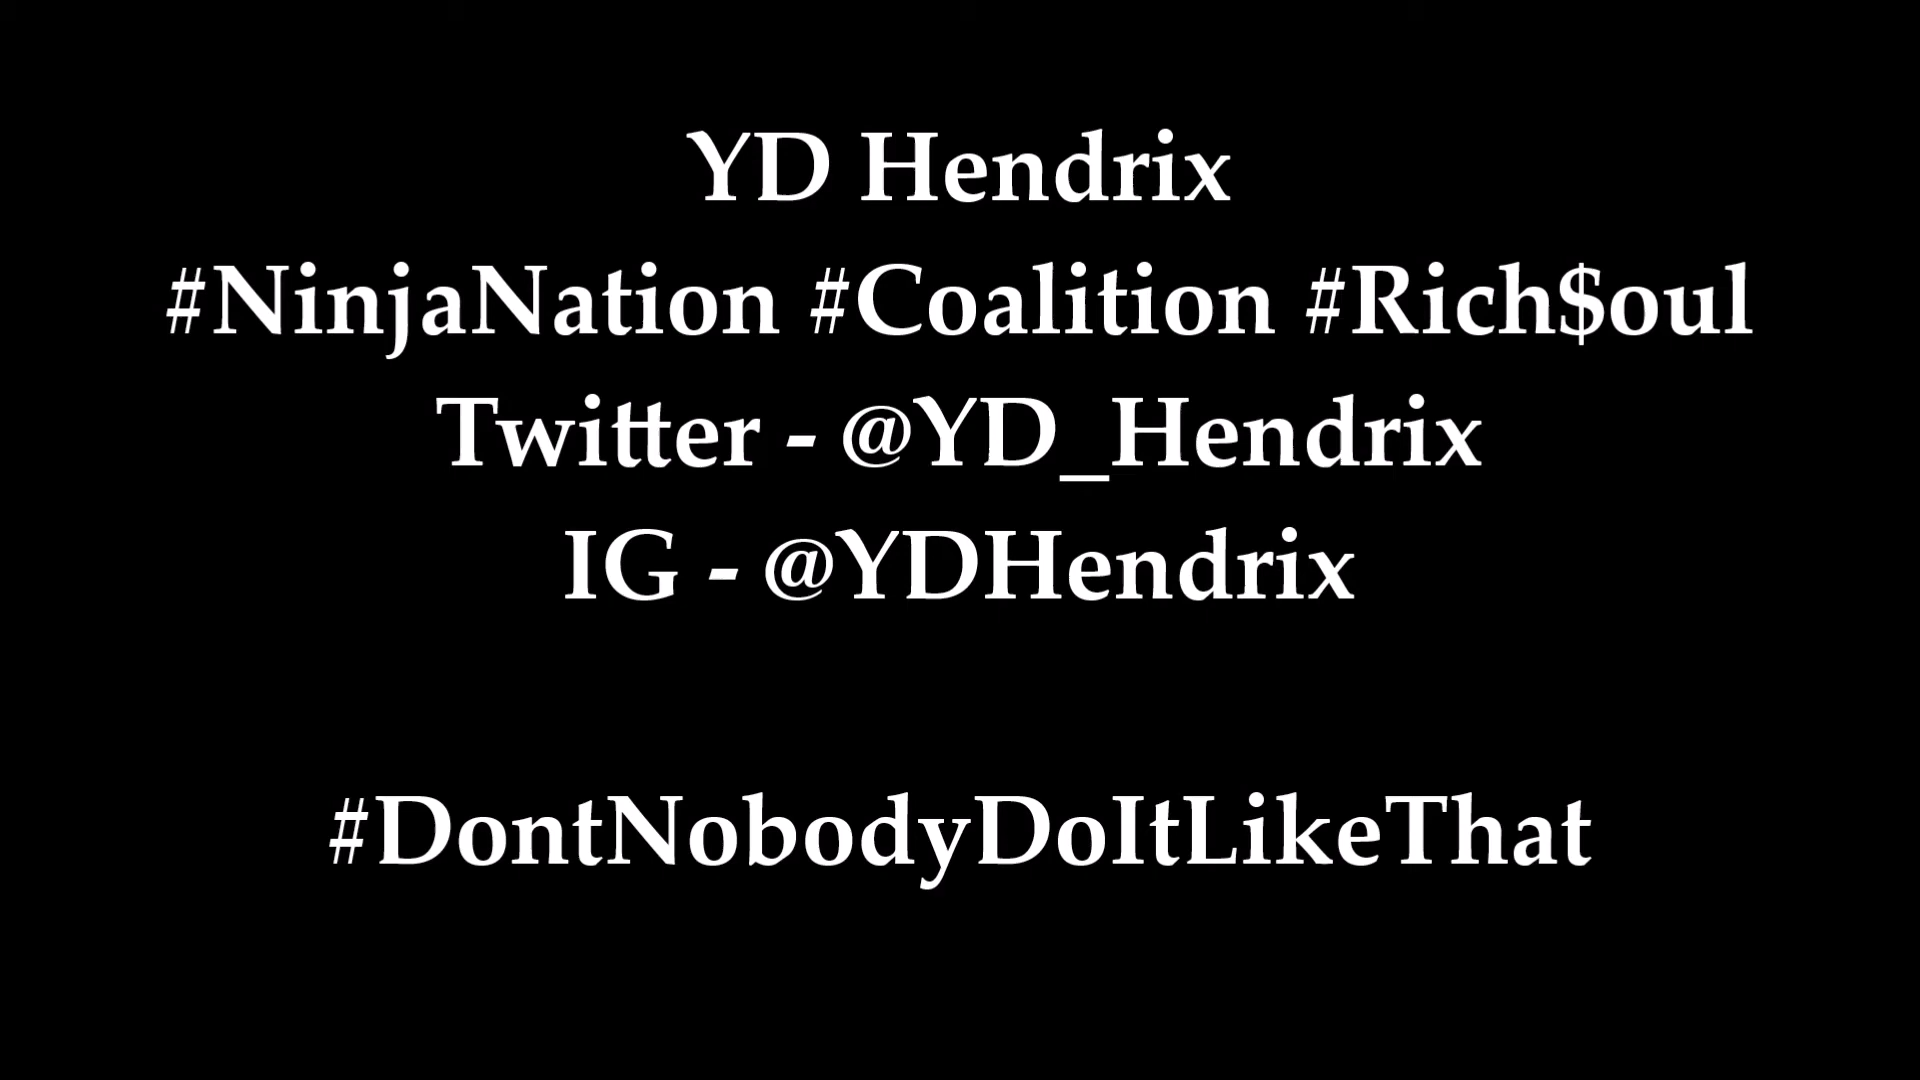 YD Hendrix
#NinjaNation #Coalition #Rich$oul
Twitter - @YD_Hendrix
IG - @YDHendrix
#DontNobodyDoItLikeThat